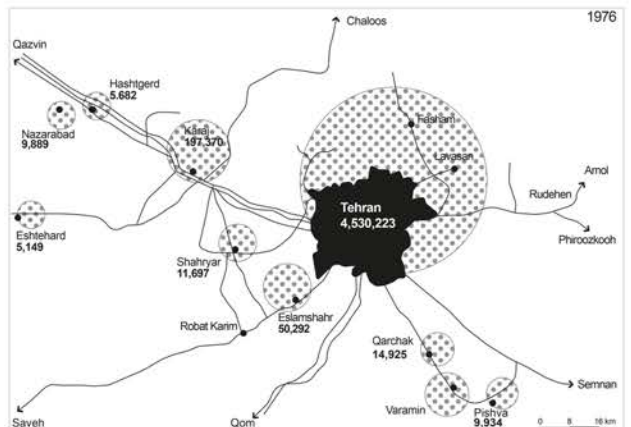 1976
Chaloos
Qazvin
Hashtgerd
5.682
Nazarabad
9,889
Karaj
197,370
Fasham
Lavasan
Amol
Rudehen
Phiroozkooh
Tehran
4,530,223
Eshtehard
5,149
Shahryar
11,697
Eslamshahr
50,292
Robat Karim
Qarchak
14,925
Varamin
Pishva
9.934
Semnan
Saveh
Qom
0 8 16 km